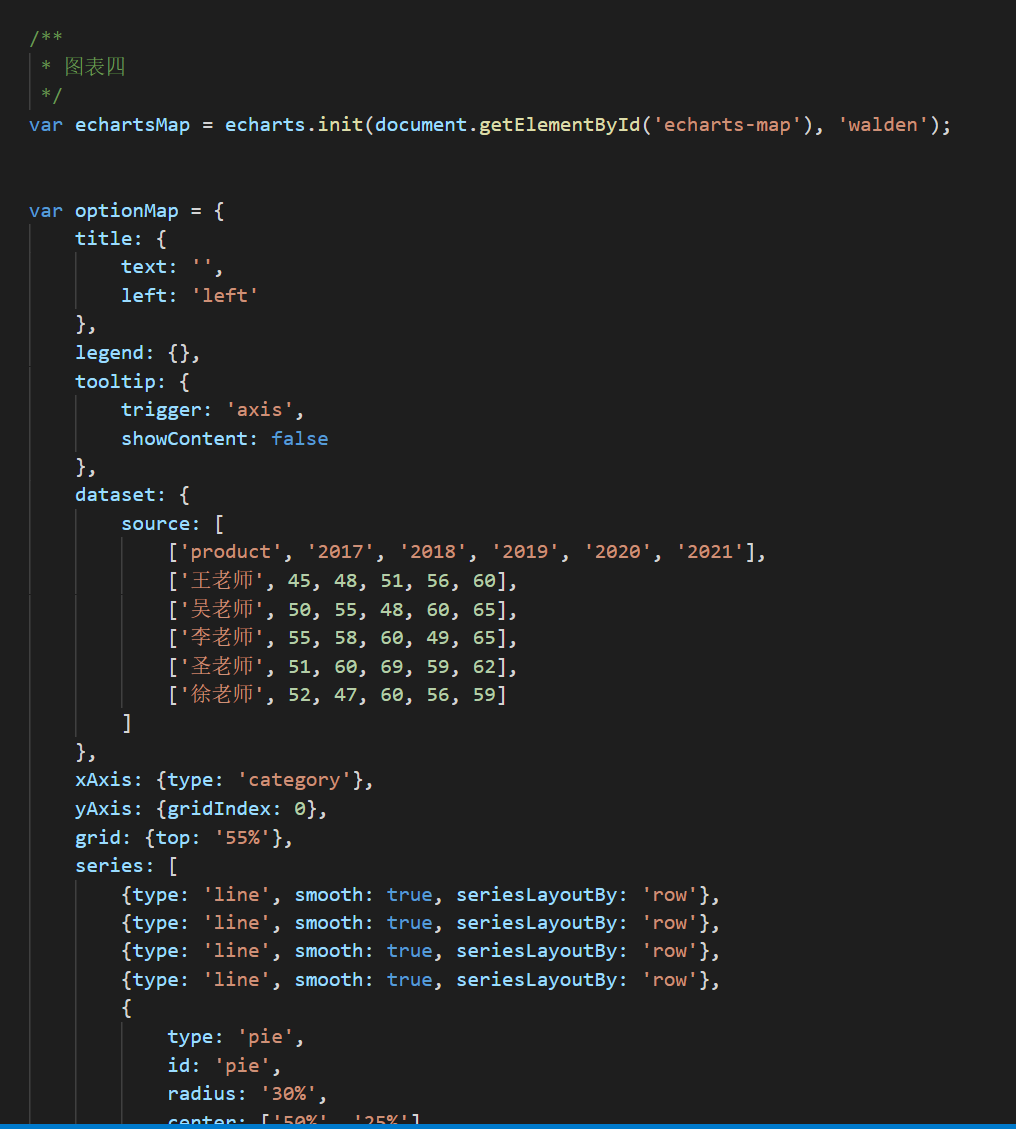 /**
 * 图表四
 */
var echartsMap = echarts.init(document.getElementById('echarts-map'), 'walden');
var optionMap = {
    title: {
        text: '',
        left: 'left'
    },
    legend: {},
    tooltip: {
        trigger: 'axis',
        showContent: false
    },
    dataset: {
        source: [
            ['product', '2017', '2018', '2019', '2020', '2021'],
            ['王老师', 45, 48, 51, 56, 60],
            ['吴老师', 50, 55, 48, 60, 65],
            ['李老师', 55, 58, 60, 49, 65],
            ['圣老师', 51, 60, 69, 59, 62],
            ['徐老师', 52, 47, 60, 56, 59]
        ]
    },
    xAxis: {type: 'category'},
    yAxis: {gridIndex: 0},
    grid: {top: '55%'},
    series: [
        {type: 'line', smooth: true, seriesLayoutBy: 'row'},
        {type: 'line', smooth: true, seriesLayoutBy: 'row'},
        {type: 'line', smooth: true, seriesLayoutBy: 'row'},
        {type: 'line', smooth: true, seriesLayoutBy: 'row'},
        {
            type: 'pie',
            id: 'pie',
            radius: '30%',
            center: ['50%', '25%']